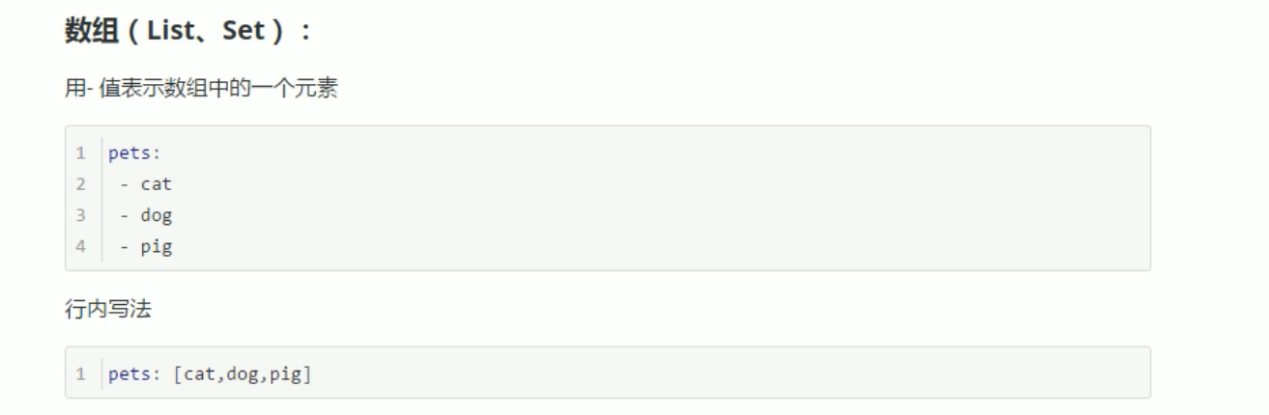 数组（List、Set）：
用- 值表示数组中的一个元素
1 pets:
2  - cat
3  - dog
4  - pig
行内写法
1 pets: [cat,dog,pig]